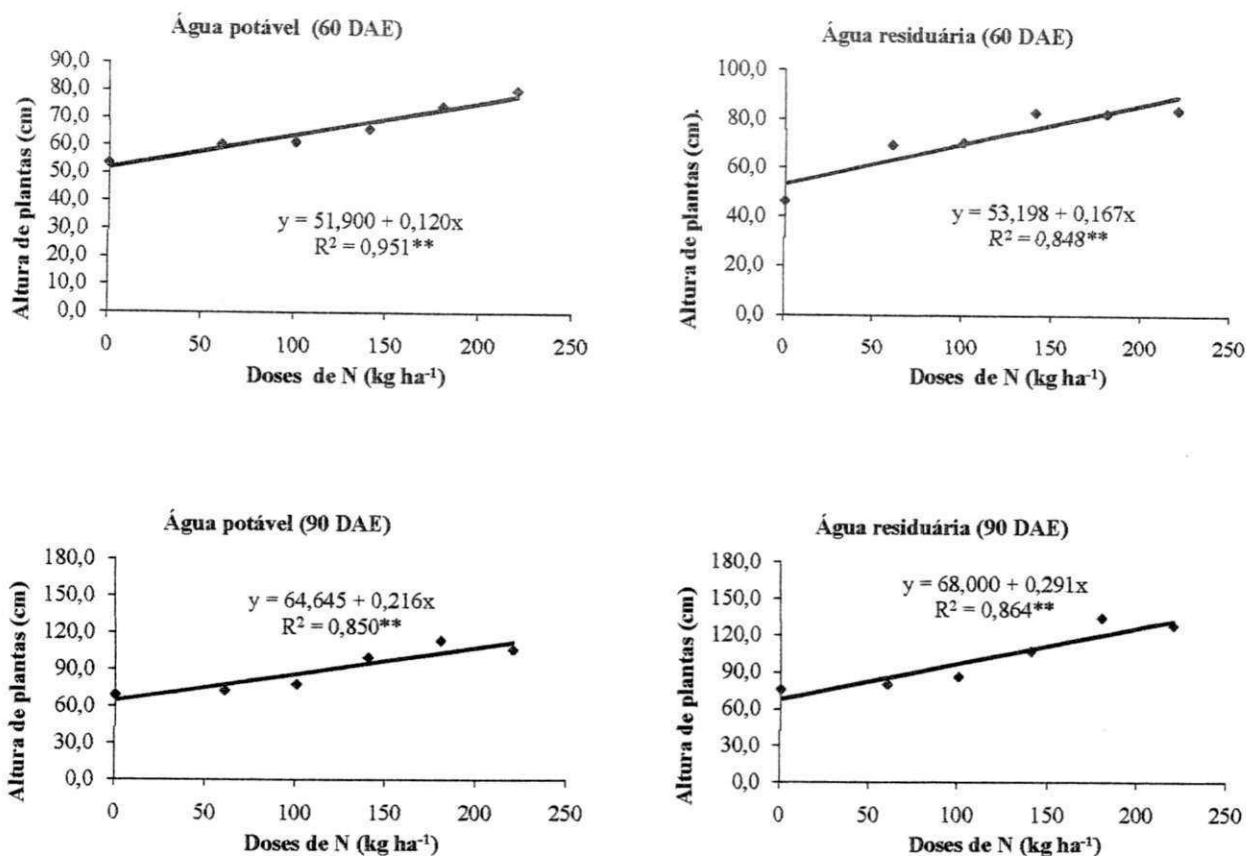 Água potável (60 DAE)
90,0
80,0
70,0
60,0
50,0
40,0
30,0
20,0
10,0
0,0
Altura de plantas (cm)
y = 51,900 + 0,120x
R² = 0,951**
0 50 100 150 200 250
Doses de N (kg ha⁻¹)
Água residuária (60 DAE)
100,0
80,0
60,0
40,0
20,0
0,0
Altura de plantas (cm).
y = 53,198 + 0,167x
R² = 0,848**
0 50 100 150 200 250
Doses de N (kg ha⁻¹)
Água potável (90 DAE)
180,0
150,0
120,0
90,0
60,0
30,0
0,0
Altura de plantas (cm)
y = 64,645 + 0,216x
R² = 0,850**
0 50 100 150 200 250
Doses de N (kg ha⁻¹)
Água residuária (90 DAE)
180,0
150,0
120,0
90,0
60,0
30,0
0,0
Altura de plantas (cm)
y = 68,000 + 0,291x
R² = 0,864**
0 50 100 150 200 250
Doses de N (kg ha⁻¹)